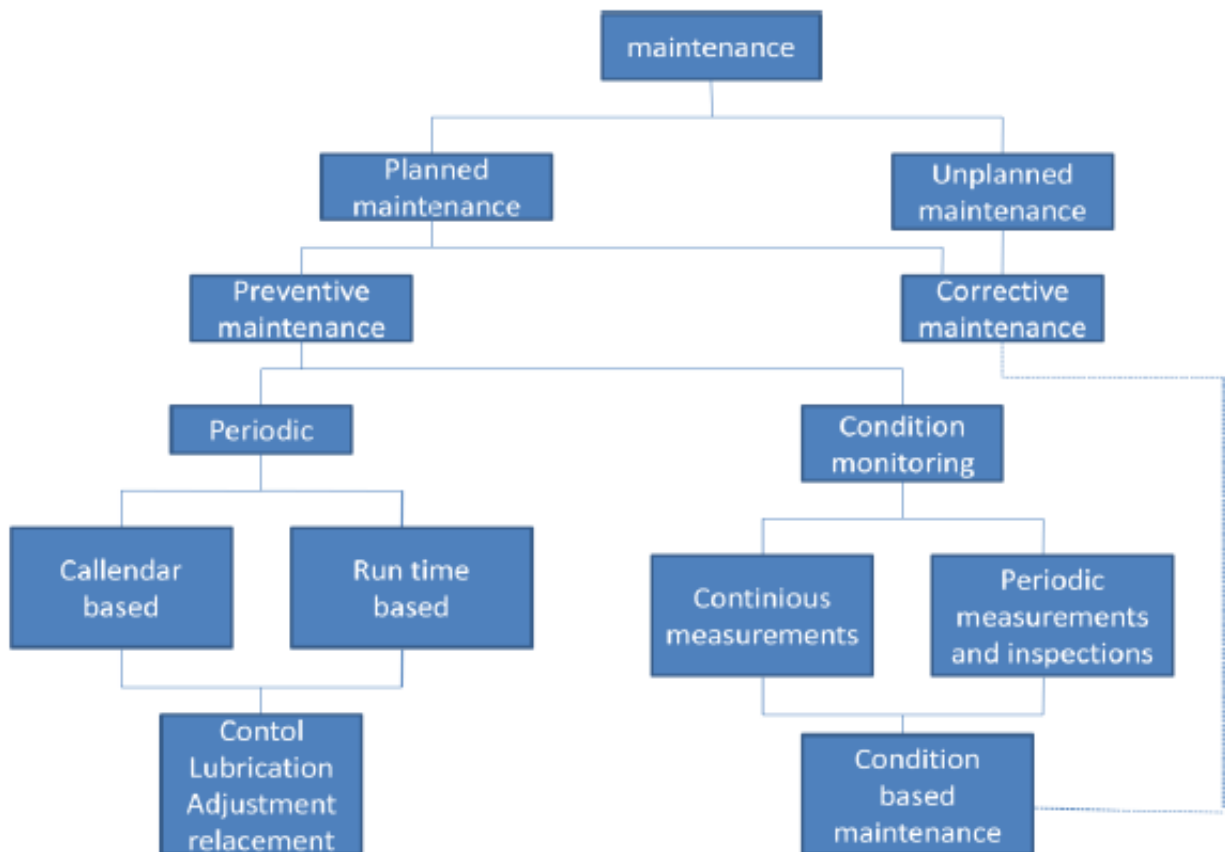 maintenance
Planned
maintenance
Unplanned
maintenance
Preventive
maintenance
Corrective
maintenance
Periodic
Condition
monitoring
Callendar
based
Run time
based
Continious
measurements
Periodic
measurements
and inspections
Contol
Lubrication
Adjustment
relacement
Condition
based
maintenance